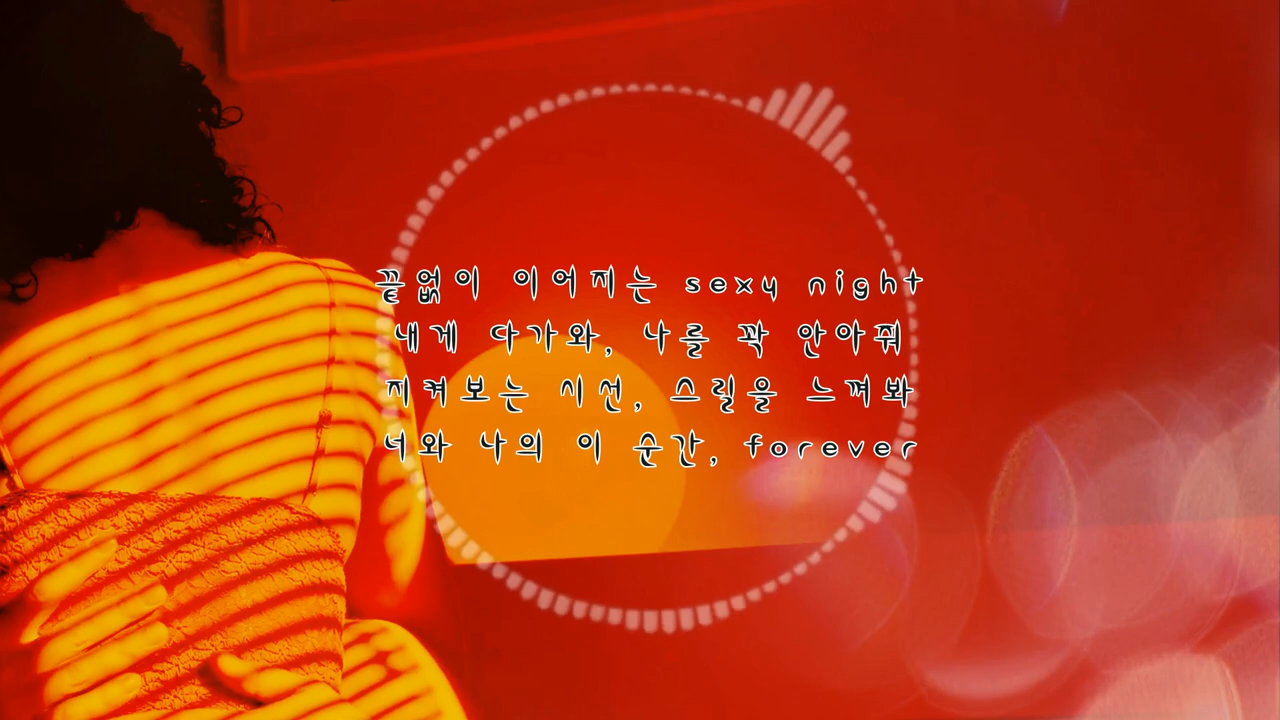 끝없이 이어지는 sexy night
내게 다가와, 나를 꽉 안아줘
지켜보는 시선, 스릴을 느껴봐
너와 나의 이 순간, forever